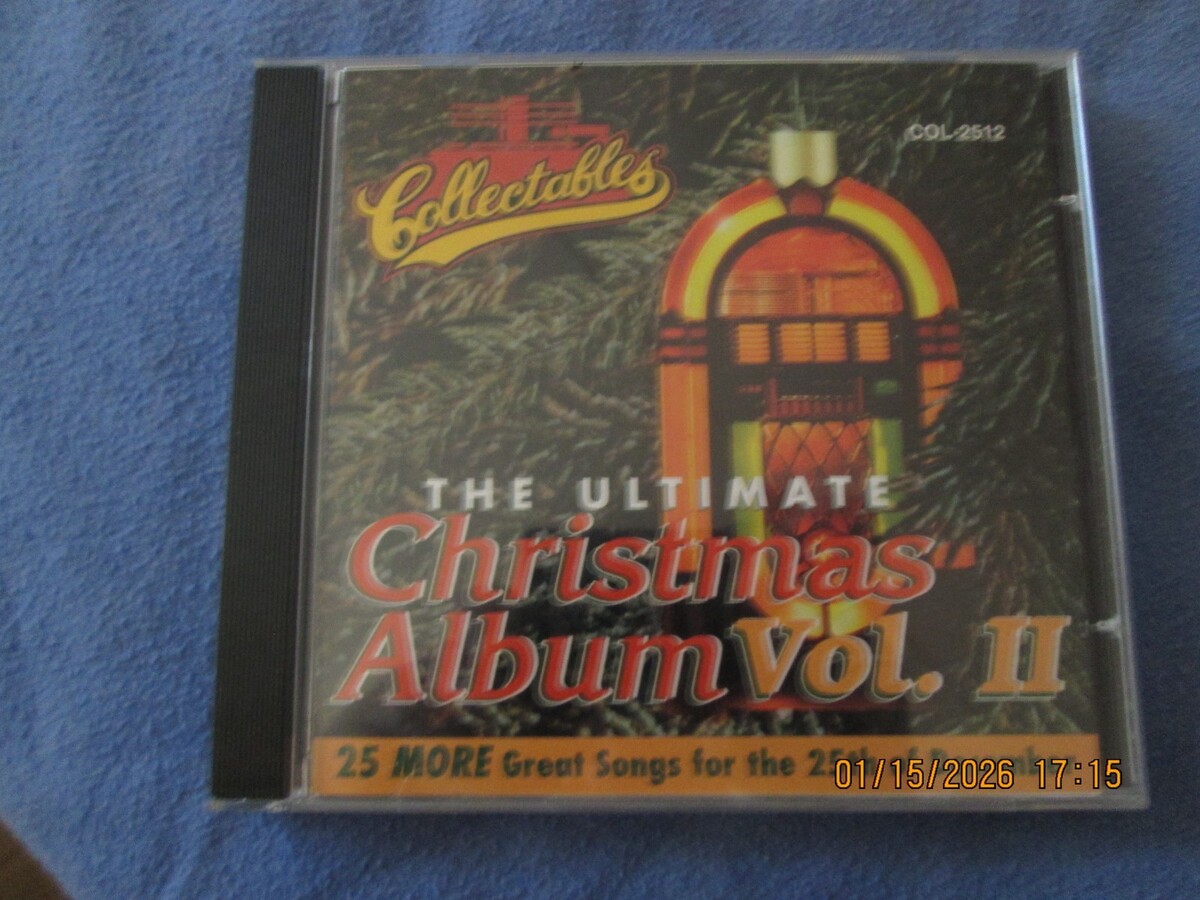 COL-2512
Collectables
THE ULTIMATE
Christmas
Album Vol. II
25 MORE Great Songs for the 25th of December
01/15/2026 17:15